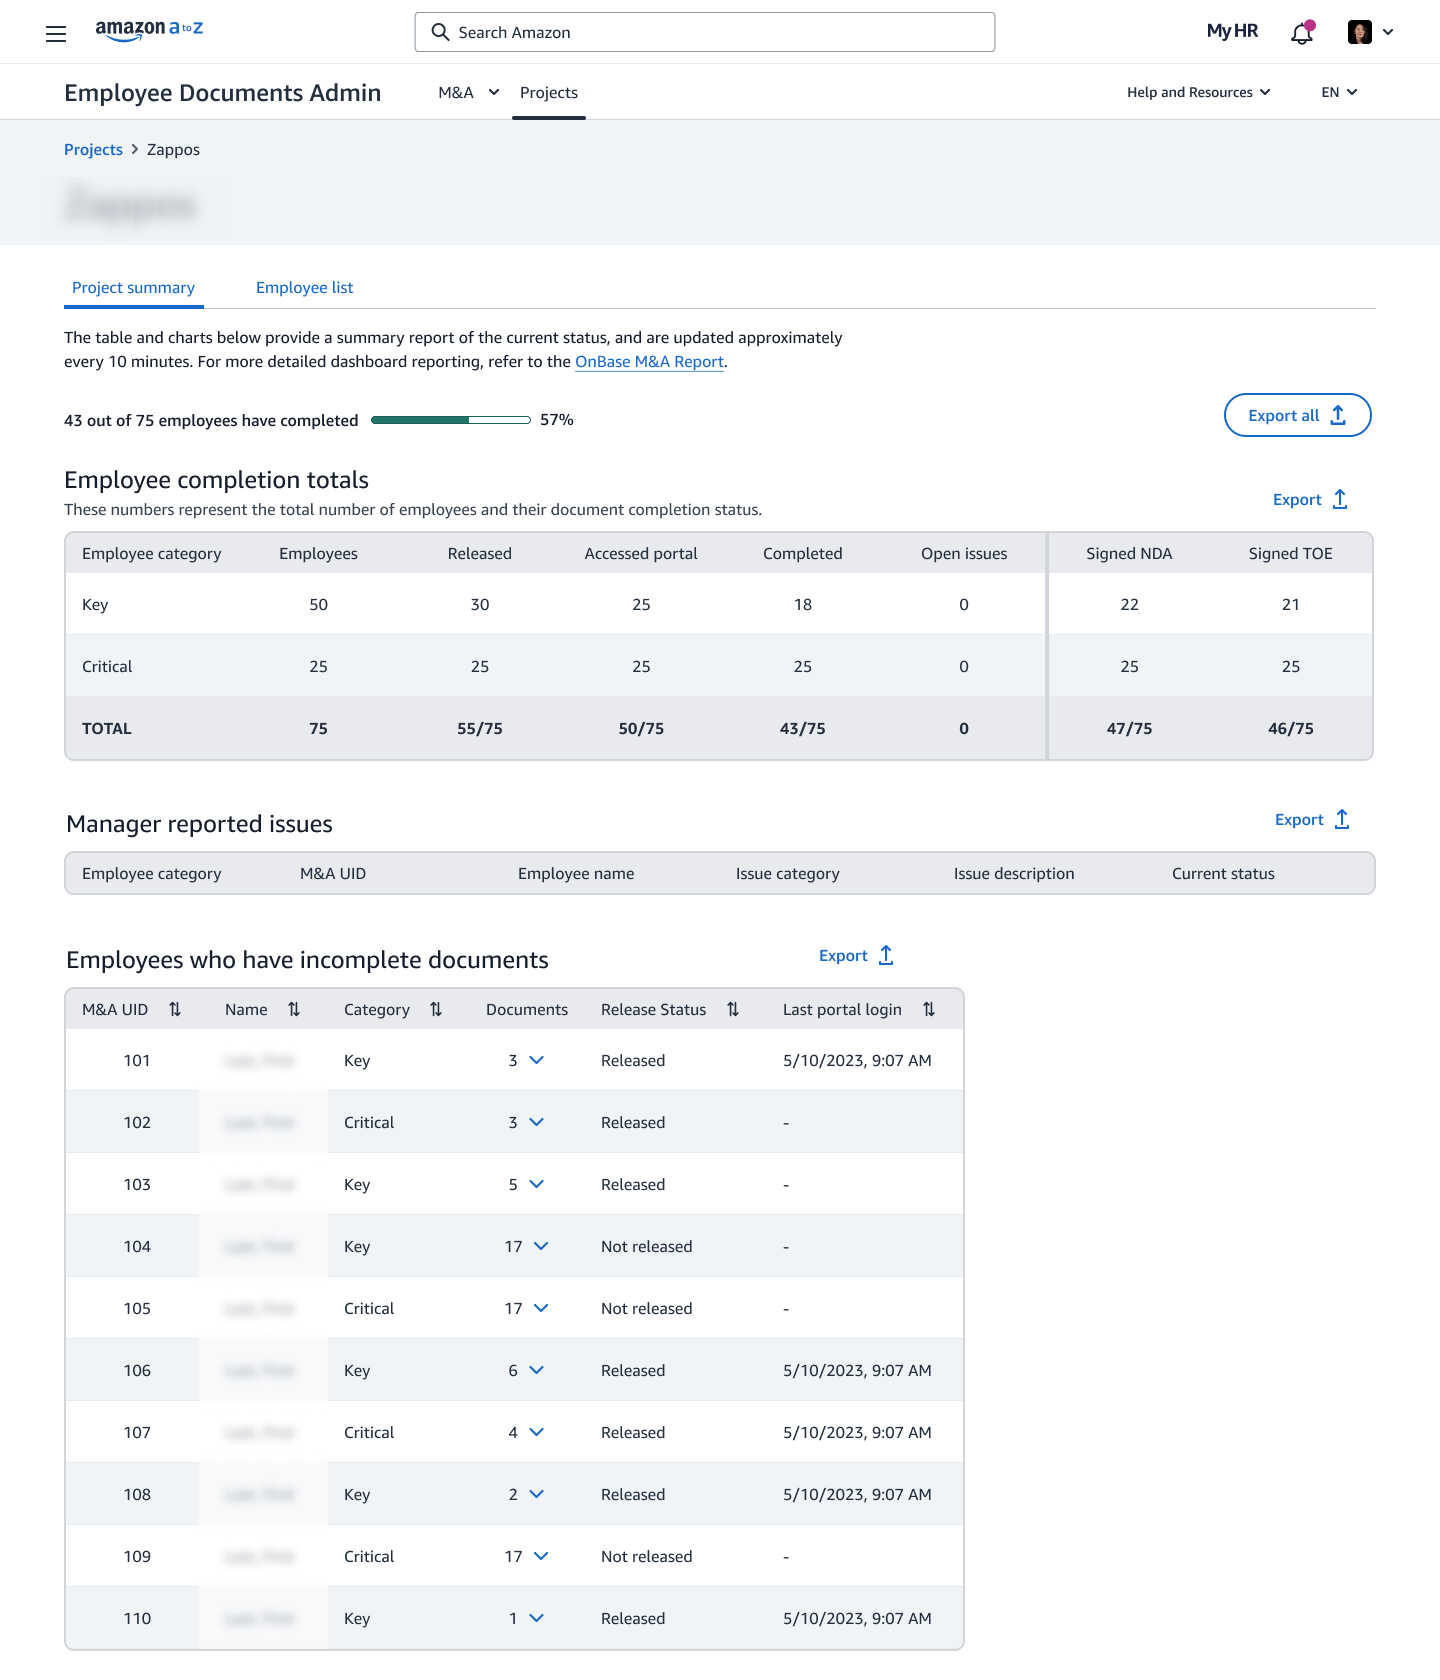 amazon a to z
Search Amazon
My HR
Employee Documents Admin
M&A
Projects
Help and Resources
EN
Projects > Zappos
Zappos
Project summary
Employee list
The table and charts below provide a summary report of the current status, and are updated approximately
every 10 minutes. For more detailed dashboard reporting, refer to the OnBase M&A Report.
43 out of 75 employees have completed 57%
Export all
Employee completion totals
These numbers represent the total number of employees and their document completion status.
Export
Employee category Employees Released Accessed portal Completed Open issues Signed NDA Signed TOE
Key 50 30 25 18 0 22 21
Critical 25 25 25 25 0 25 25
TOTAL 75 55/75 50/75 43/75 0 47/75 46/75
Manager reported issues
Export
Employee category M&A UID Employee name Issue category Issue description Current status
Employees who have incomplete documents
Export
M&A UID Name Category Documents Release Status Last portal login
101 Key 3 Released 5/10/2023, 9:07 AM
102 Critical 3 Released -
103 Key 5 Released -
104 Key 17 Not released -
105 Critical 17 Not released -
106 Key 6 Released 5/10/2023, 9:07 AM
107 Critical 4 Released 5/10/2023, 9:07 AM
108 Key 2 Released 5/10/2023, 9:07 AM
109 Critical 17 Not released -
110 Key 1 Released 5/10/2023, 9:07 AM